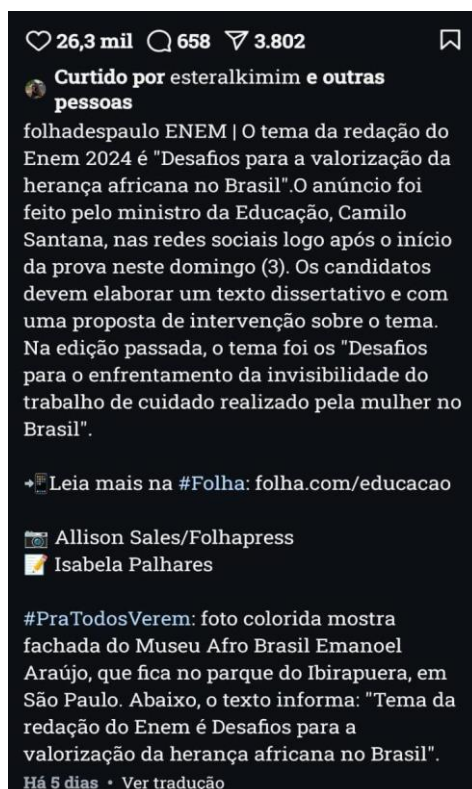 26,3 mil 658 3.802
Curtido por esteralkimim e outras
pessoas
folhadespaulo ENEM | O tema da redação do
Enem 2024 é "Desafios para a valorização da
herança africana no Brasil".O anúncio foi
feito pelo ministro da Educação, Camilo
Santana, nas redes sociais logo após o início
da prova neste domingo (3). Os candidatos
devem elaborar um texto dissertativo e com
uma proposta de intervenção sobre o tema.
Na edição passada, o tema foi os "Desafios
para o enfrentamento da invisibilidade do
trabalho de cuidado realizado pela mulher no
Brasil".
📲Leia mais na #Folha: folha.com/educacao
📷 Allison Sales/Folhapress
📝 Isabela Palhares
#PraTodosVerem: foto colorida mostra
fachada do Museu Afro Brasil Emanoel
Araújo, que fica no parque do Ibirapuera, em
São Paulo. Abaixo, o texto informa: "Tema da
redação do Enem é Desafios para a
valorização da herança africana no Brasil".
Há 5 dias • Ver tradução